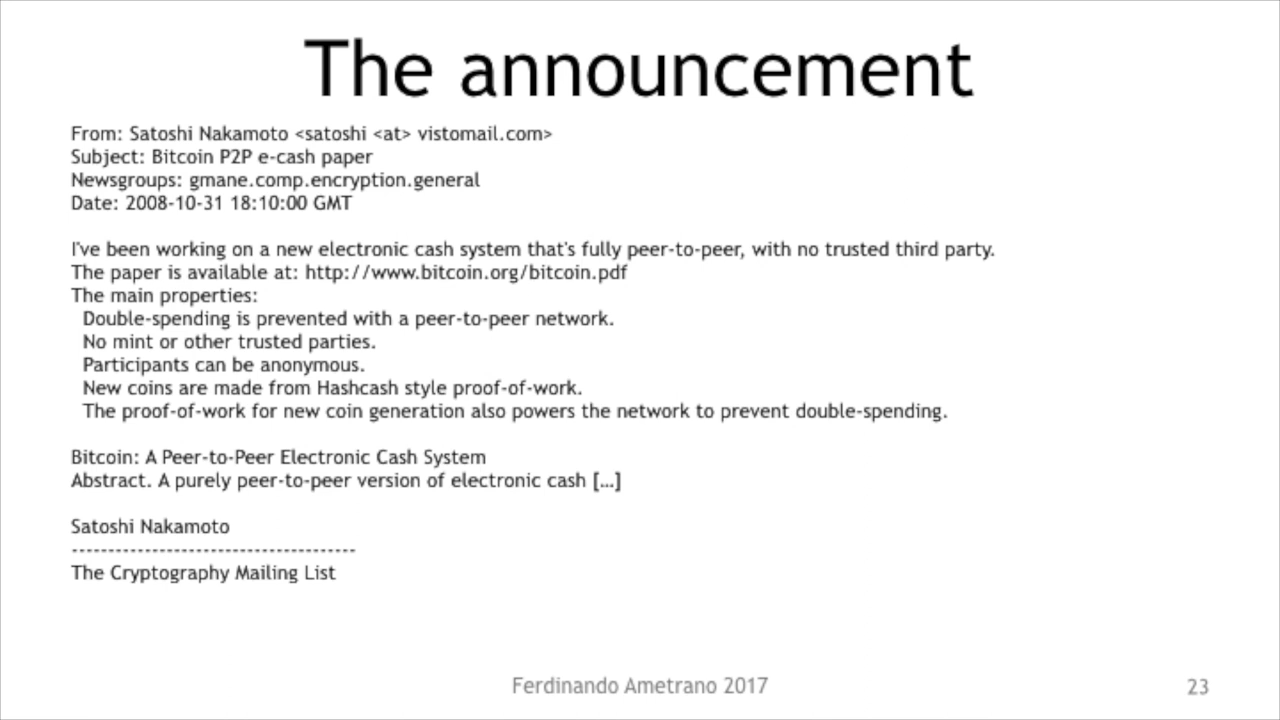 The announcement
From: Satoshi Nakamoto <satoshi <at> vistomail.com>
Subject: Bitcoin P2P e-cash paper
Newsgroups: gmane.comp.encryption.general
Date: 2008-10-31 18:10:00 GMT
I've been working on a new electronic cash system that's fully peer-to-peer, with no trusted third party.
The paper is available at: http://www.bitcoin.org/bitcoin.pdf
The main properties:
Double-spending is prevented with a peer-to-peer network.
No mint or other trusted parties.
Participants can be anonymous.
New coins are made from Hashcash style proof-of-work.
The proof-of-work for new coin generation also powers the network to prevent double-spending.
Bitcoin: A Peer-to-Peer Electronic Cash System
Abstract. A purely peer-to-peer version of electronic cash […]
Satoshi Nakamoto
---------------------------------------
The Cryptography Mailing List
Ferdinando Ametrano 2017
23